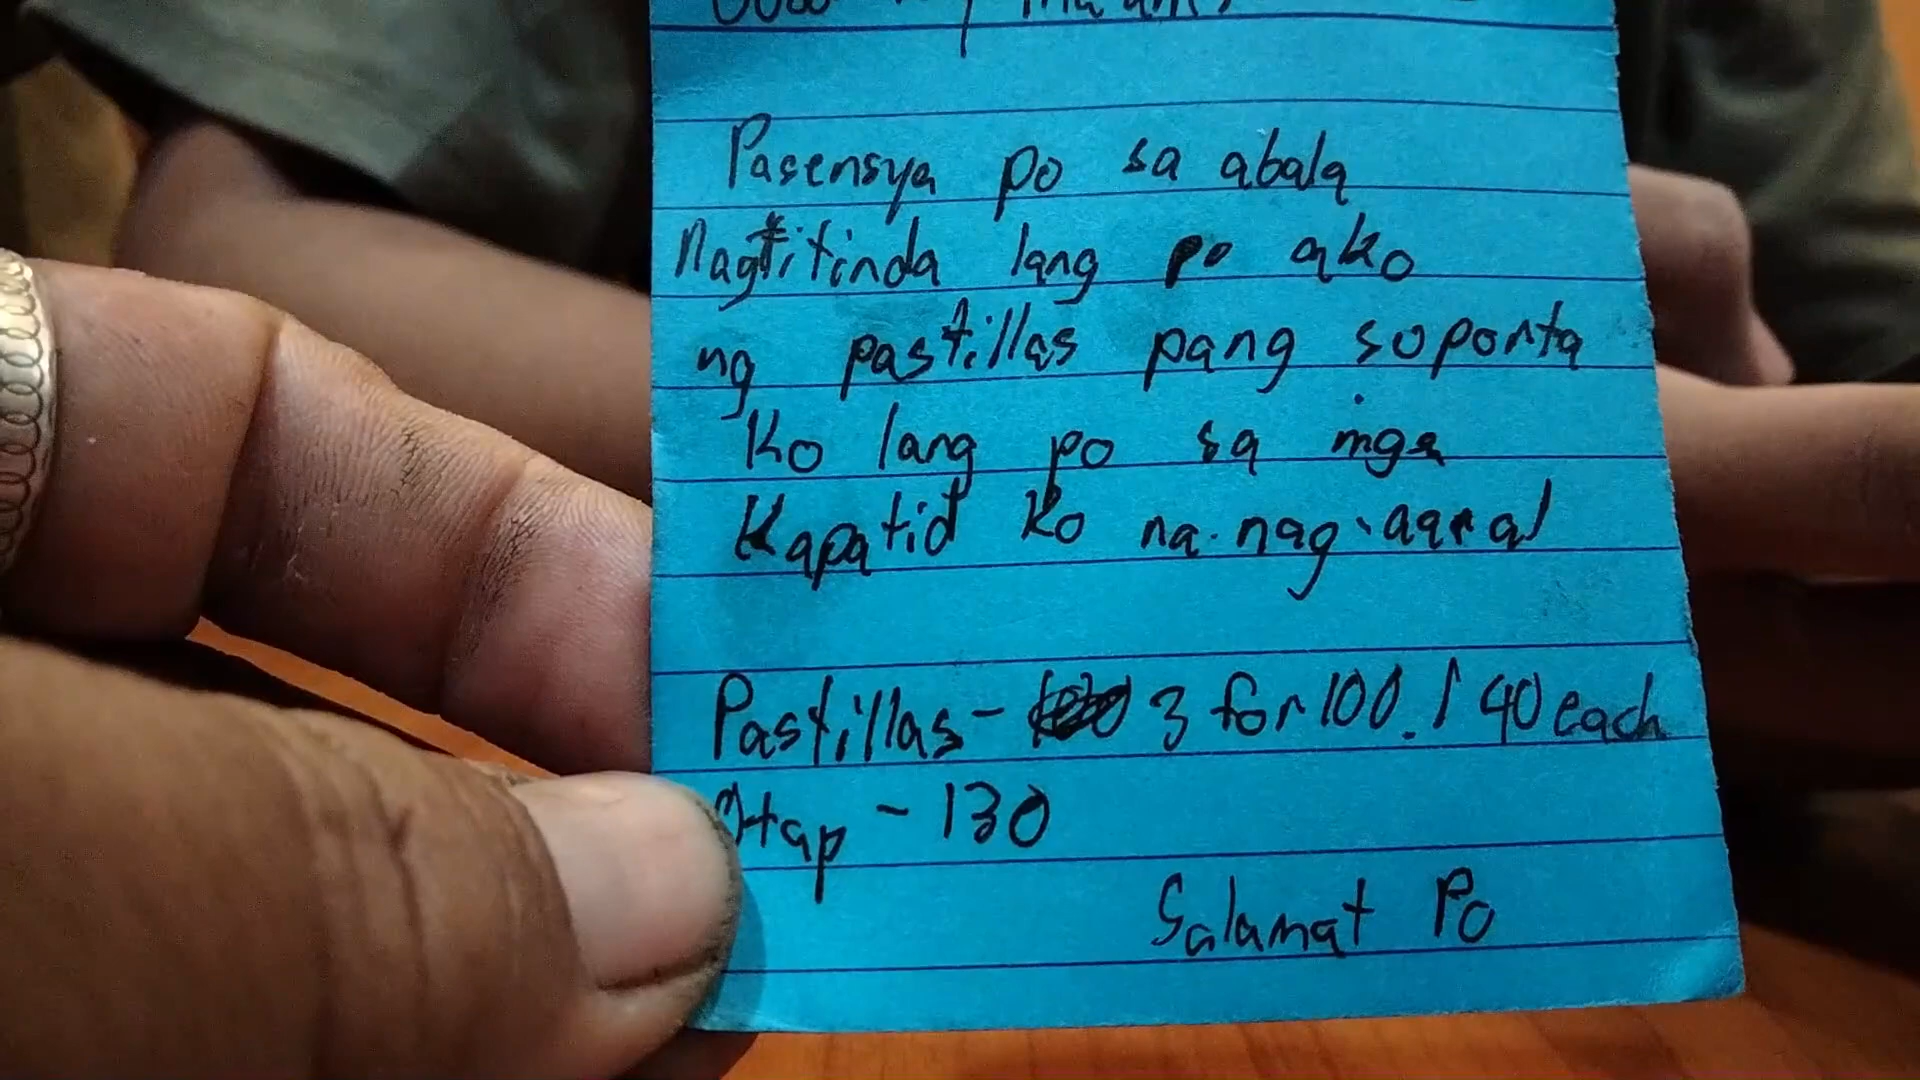 Pasensya po sa abala
Nagtitinda lang po ako
ng pastillas pang soporta
Ko lang po sa mga
Kapatid Ko na nag-aaral
Pastillas - 3 for 100. / 40 each
Otap - 130
Salamat Po